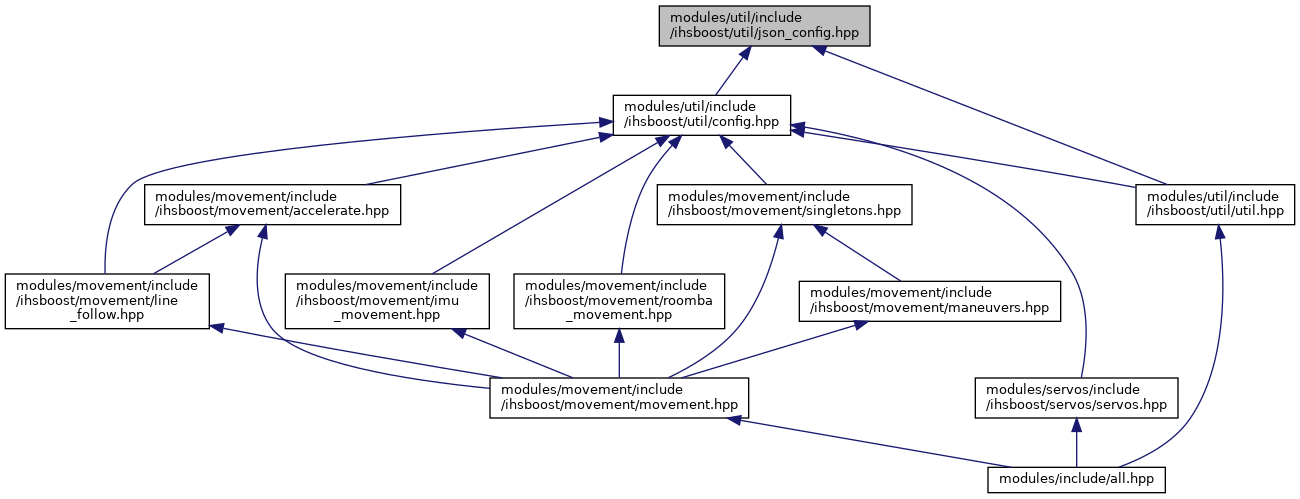 modules/util/include
/ihsboost/util/json_config.hpp
modules/util/include
/ihsboost/util/config.hpp
modules/movement/include
/ihsboost/movement/accelerate.hpp
modules/movement/include
/ihsboost/movement/singletons.hpp
modules/util/include
/ihsboost/util/util.hpp
modules/movement/include
/ihsboost/movement/line
_follow.hpp
modules/movement/include
/ihsboost/movement/imu
_movement.hpp
modules/movement/include
/ihsboost/movement/roomba
_movement.hpp
modules/movement/include
/ihsboost/movement/maneuvers.hpp
modules/movement/include
/ihsboost/movement/movement.hpp
modules/servos/include
/ihsboost/servos/servos.hpp
modules/include/all.hpp